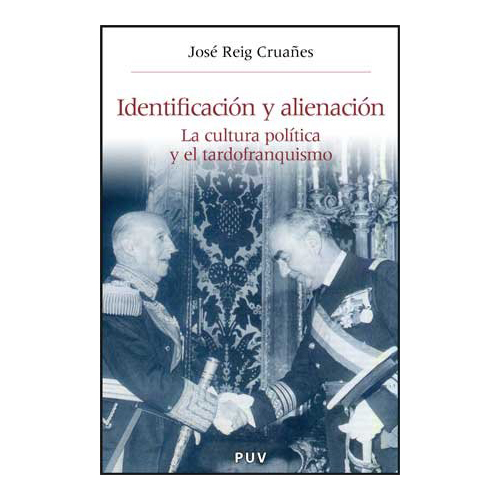 José Reig Cruañes
Identificación y alienación
La cultura política
y el tardofranquismo
PUV